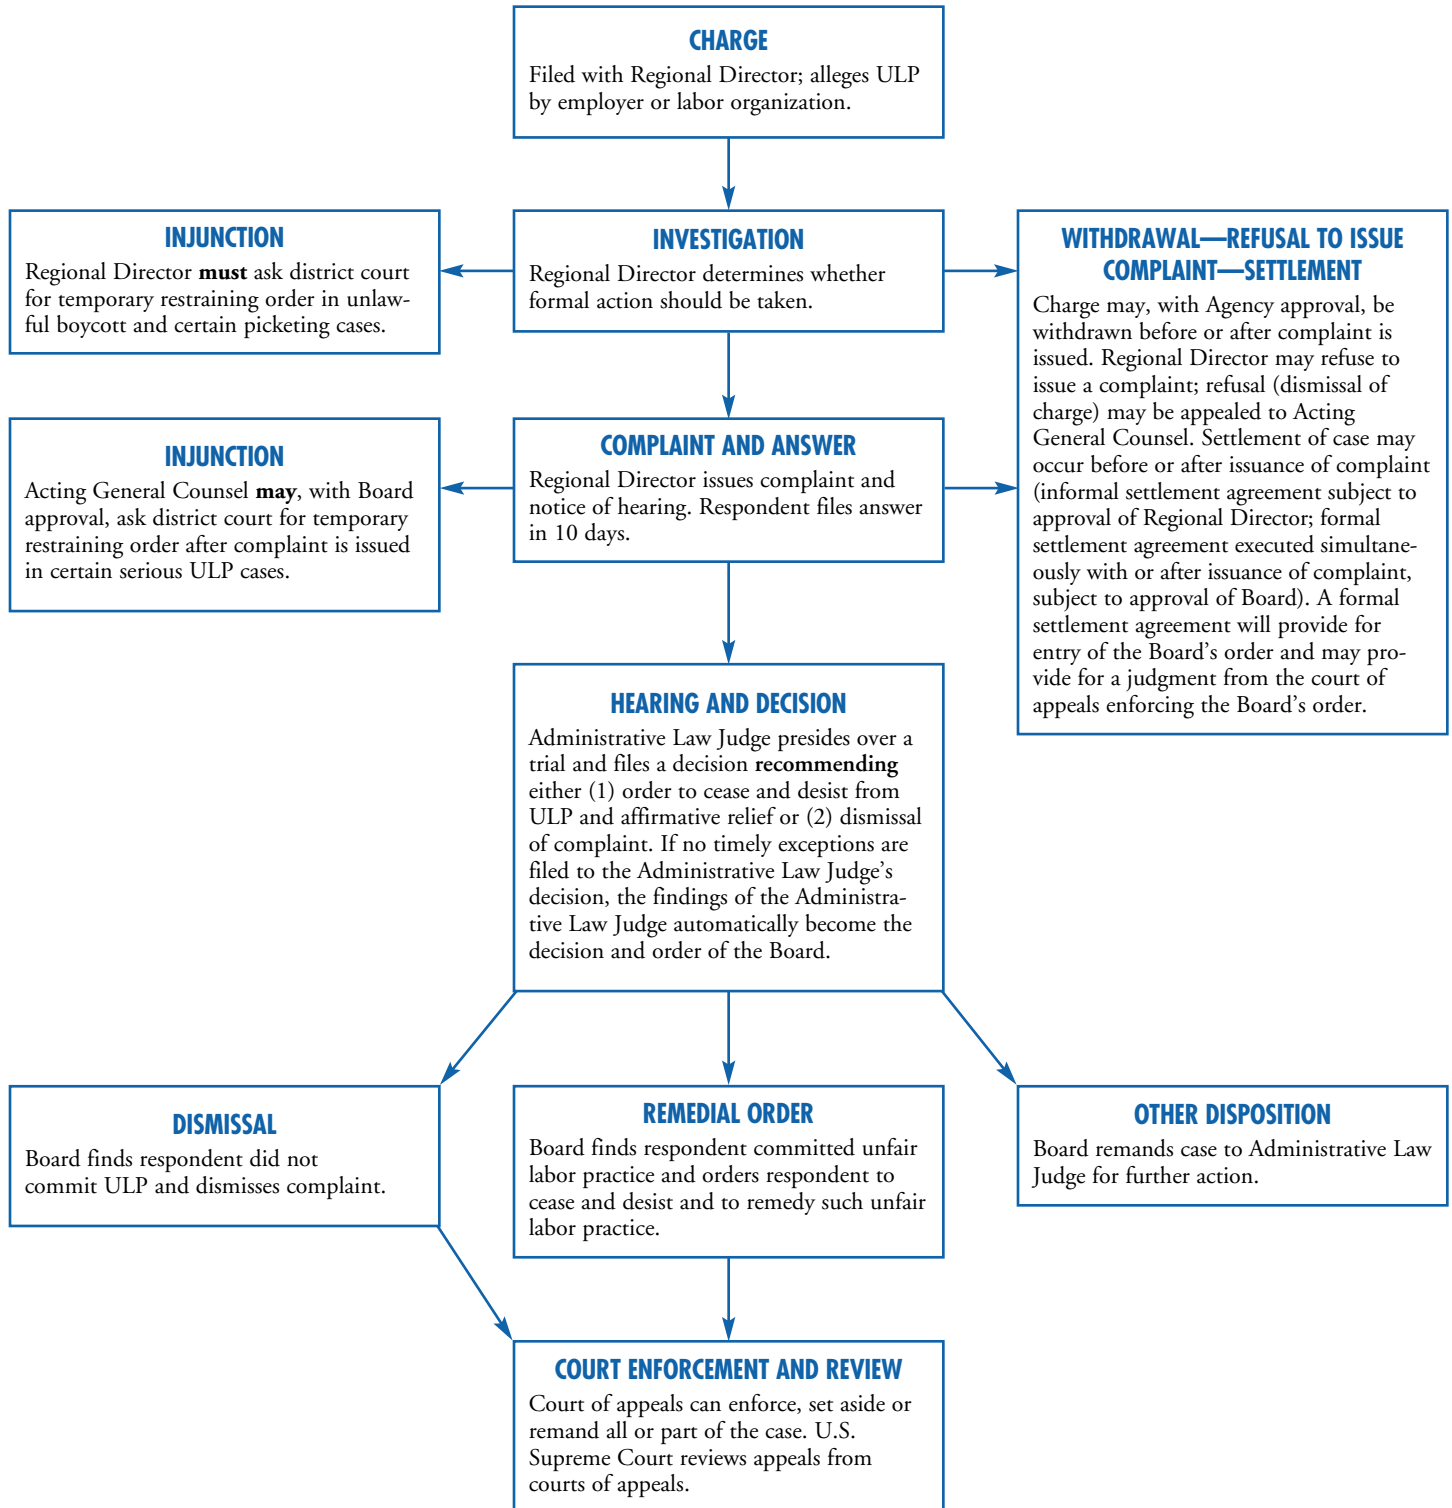 CHARGE
Filed with Regional Director; alleges ULP
by employer or labor organization.
INJUNCTION
Regional Director must ask district court
for temporary restraining order in unlaw-
ful boycott and certain picketing cases.
INVESTIGATION
Regional Director determines whether
formal action should be taken.
WITHDRAWAL—REFUSAL TO ISSUE
COMPLAINT—SETTLEMENT
Charge may, with Agency approval, be
withdrawn before or after complaint is
issued. Regional Director may refuse to
issue a complaint; refusal (dismissal of
charge) may be appealed to Acting
General Counsel. Settlement of case may
occur before or after issuance of complaint
(informal settlement agreement subject to
approval of Regional Director; formal
settlement agreement executed simultane-
ously with or after issuance of complaint,
subject to approval of Board). A formal
settlement agreement will provide for
entry of the Board's order and may pro-
vide for a judgment from the court of
appeals enforcing the Board's order.
INJUNCTION
Acting General Counsel may, with Board
approval, ask district court for temporary
restraining order after complaint is issued
in certain serious ULP cases.
COMPLAINT AND ANSWER
Regional Director issues complaint and
notice of hearing. Respondent files answer
in 10 days.
HEARING AND DECISION
Administrative Law Judge presides over a
trial and files a decision recommending
either (1) order to cease and desist from
ULP and affirmative relief or (2) dismissal
of complaint. If no timely exceptions are
filed to the Administrative Law Judge's
decision, the findings of the Administra-
tive Law Judge automatically become the
decision and order of the Board.
DISMISSAL
Board finds respondent did not
commit ULP and dismisses complaint.
REMEDIAL ORDER
Board finds respondent committed unfair
labor practice and orders respondent to
cease and desist and to remedy such unfair
labor practice.
OTHER DISPOSITION
Board remands case to Administrative Law
Judge for further action.
COURT ENFORCEMENT AND REVIEW
Court of appeals can enforce, set aside or
remand all or part of the case. U.S.
Supreme Court reviews appeals from
courts of appeals.